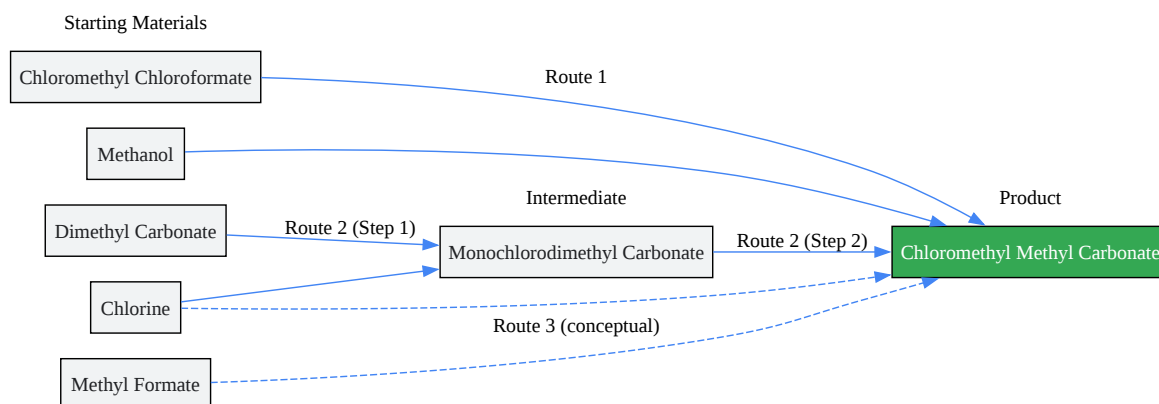 Starting Materials
Chloromethyl Chloroformate
Route 1
Methanol
Intermediate
Product
Dimethyl Carbonate
Route 2 (Step 1)
Monochlorodimethyl Carbonate
Route 2 (Step 2)
Chloromethyl Methyl Carbonate
Chlorine
Route 3 (conceptual)
Methyl Formate